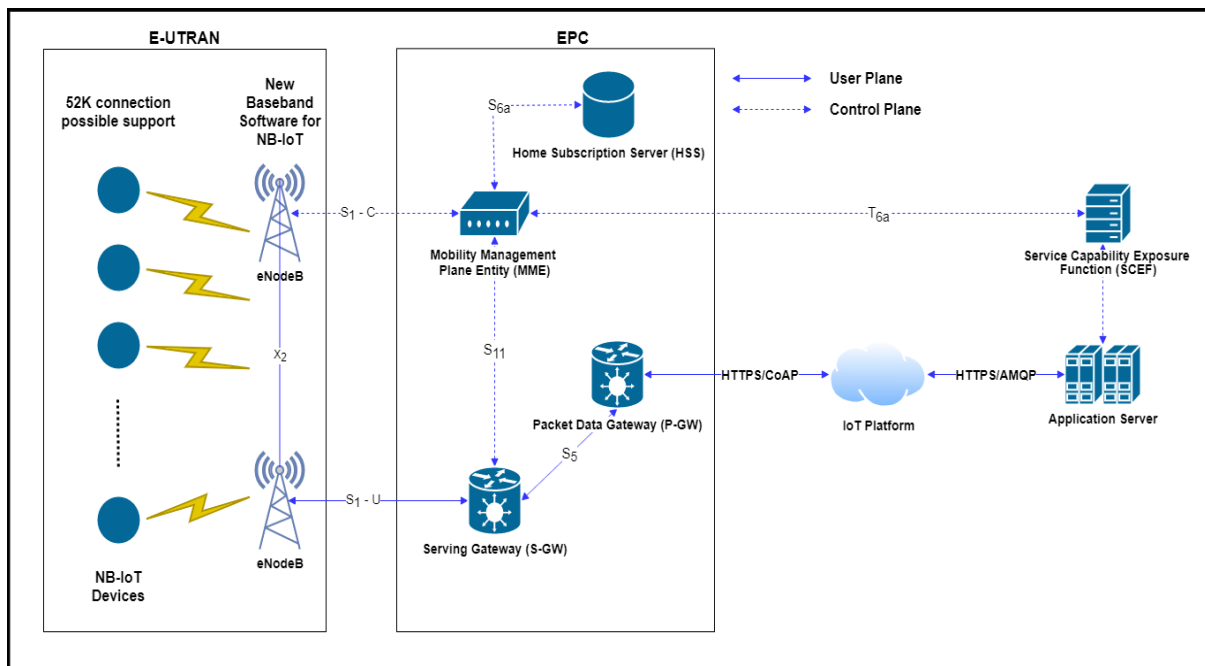 E-UTRAN
EPC
52K connection
possible support
New
Baseband
Software for
NB-IoT
User Plane
Control Plane
S6a
Home Subscription Server (HSS)
S1 - C
T6a
eNodeB
Mobility Management
Plane Entity (MME)
Service Capability Exposure
Function (SCEF)
X2
S11
HTTPS/CoAP
HTTPS/AMQP
Packet Data Gateway (P-GW)
IoT Platform
Application Server
S5
S1 - U
eNodeB
Serving Gateway (S-GW)
NB-IoT
Devices